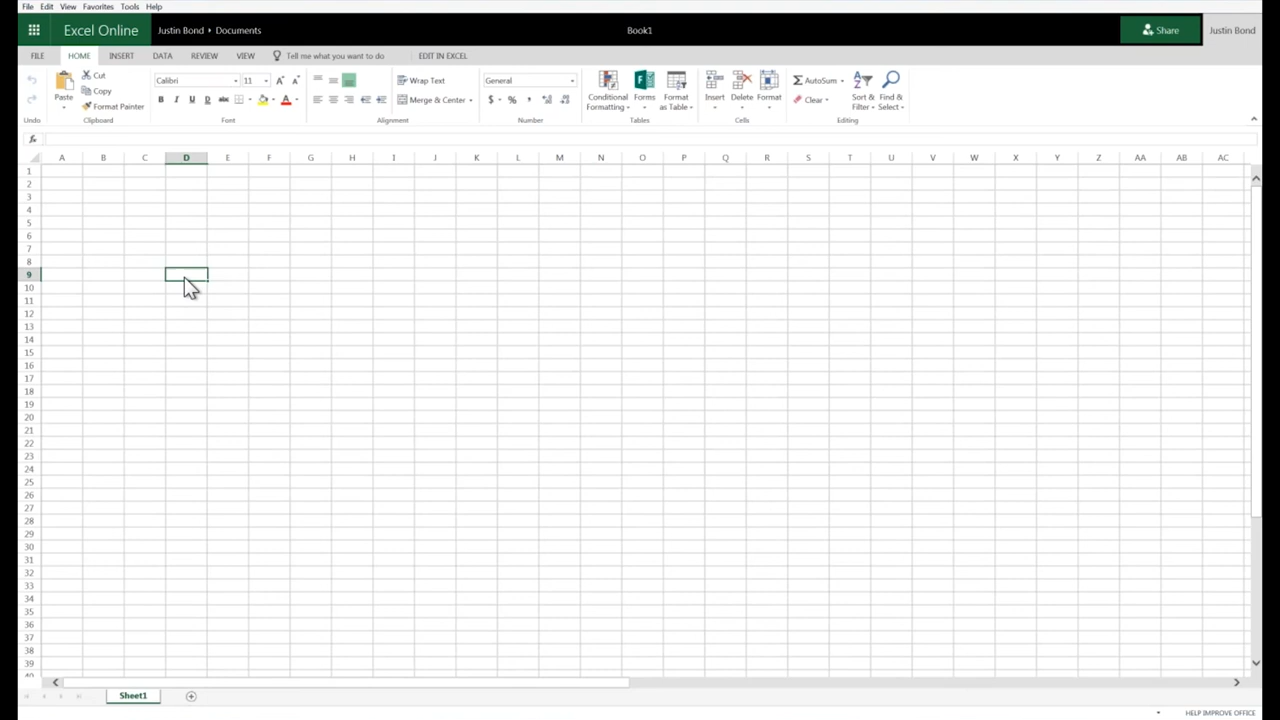 File Edit View Favorites Tools Help
Excel Online Justin Bond ▸ Documents Book1 Share Justin Bond
FILE HOME INSERT DATA REVIEW VIEW Tell me what you want to do EDIT IN EXCEL
Cut
Copy
Format Painter
Paste
Calibri 11
B I U D abc A
Wrap Text
Merge & Center
General
$ % ,
Conditional Formatting
Forms
Format as Table
Insert
Delete
Format
AutoSum
Clear
Sort & Filter
Find & Select
Undo Clipboard Font Alignment Number Tables Cells Editing
fx
A B C D E F G H I J K L M N O P Q R S T U V W X Y Z AA AB AC
1
2
3
4
5
6
7
8
9
10
11
12
13
14
15
16
17
18
19
20
21
22
23
24
25
26
27
28
29
30
31
32
33
34
35
36
37
38
39
Sheet1
HELP IMPROVE OFFICE